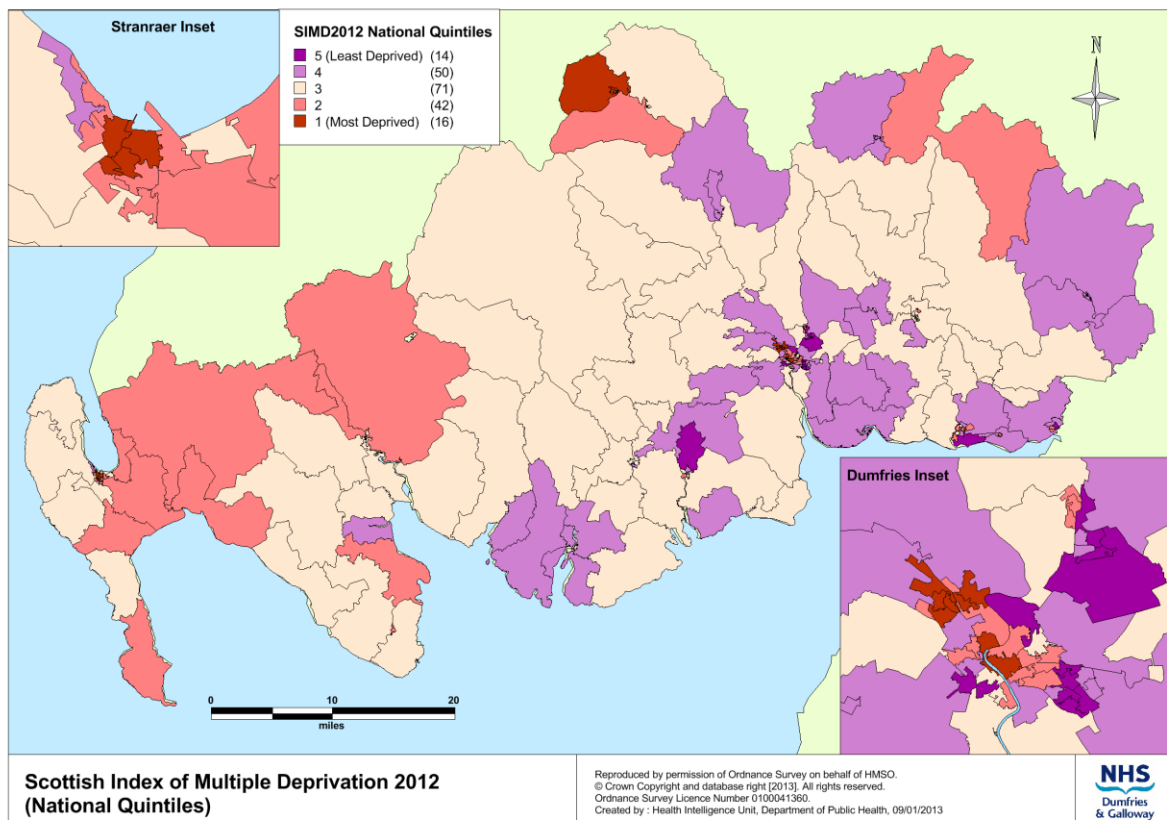 Stranraer Inset
SIMD2012 National Quintiles
5 (Least Deprived) (14)
4 (50)
3 (71)
2 (42)
1 (Most Deprived) (16)
N
Dumfries Inset
0 10 20
miles
Scottish Index of Multiple Deprivation 2012
(National Quintiles)
Reproduced by permission of Ordnance Survey on behalf of HMSO.
© Crown Copyright and database right [2013]. All rights reserved.
Ordnance Survey Licence Number 0100041360.
Created by : Health Intelligence Unit, Department of Public Health, 09/01/2013
NHS
Dumfries
& Galloway